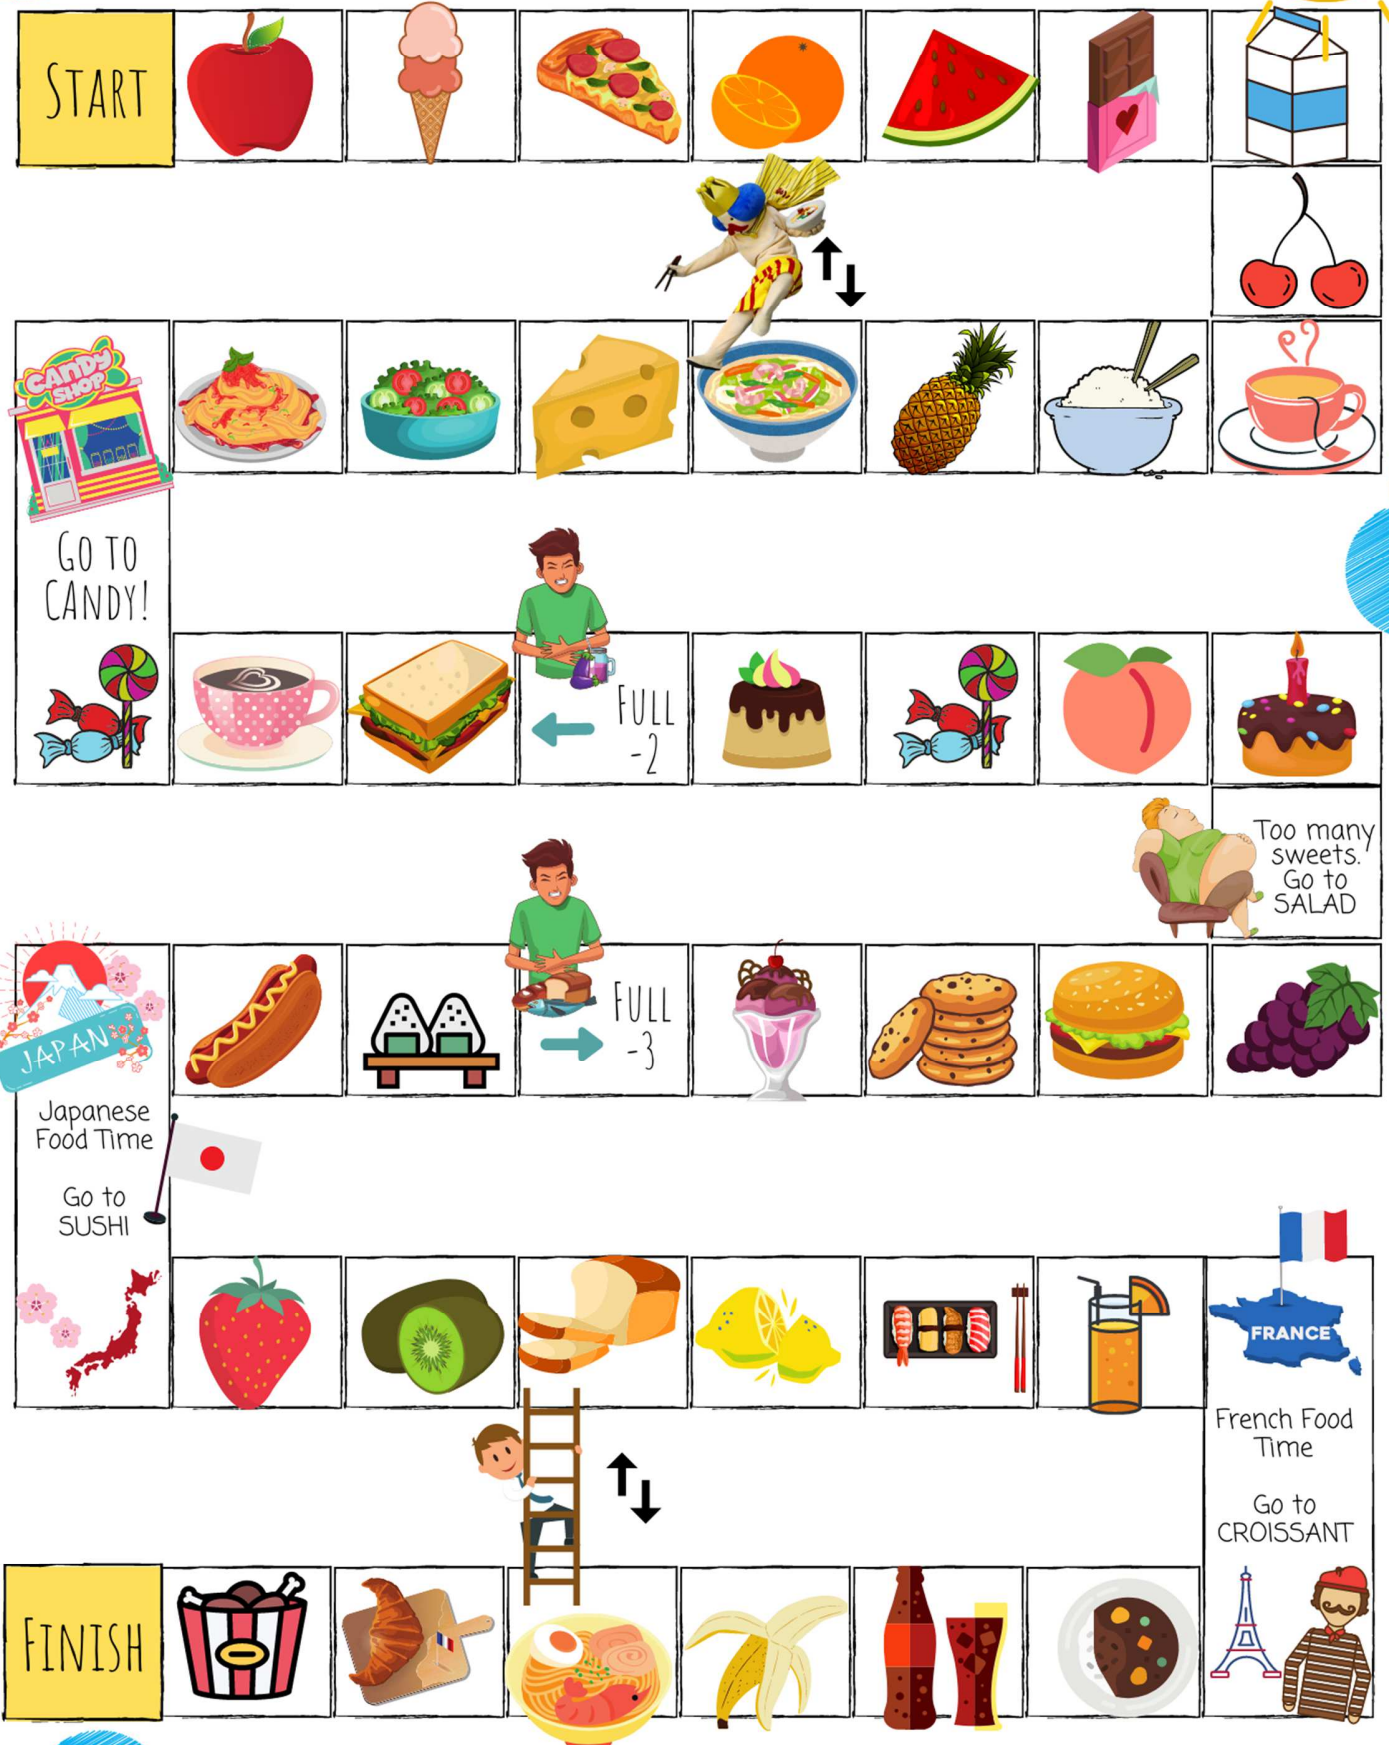 START
CANDY
SHOP
GO TO
CANDY!
FULL
-2
Too many
sweets.
Go to
SALAD
JAPAN
FULL
-3
Japanese
Food Time
Go to
SUSHI
FRANCE
French Food
Time
Go to
CROISSANT
FINISH